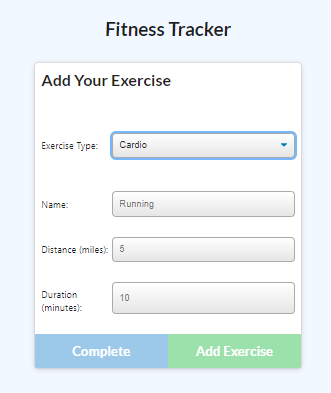 Fitness Tracker
Add Your Exercise
Exercise Type: Cardio
Name: Running
Distance (miles): 5
Duration
(minutes): 10
Complete Add Exercise